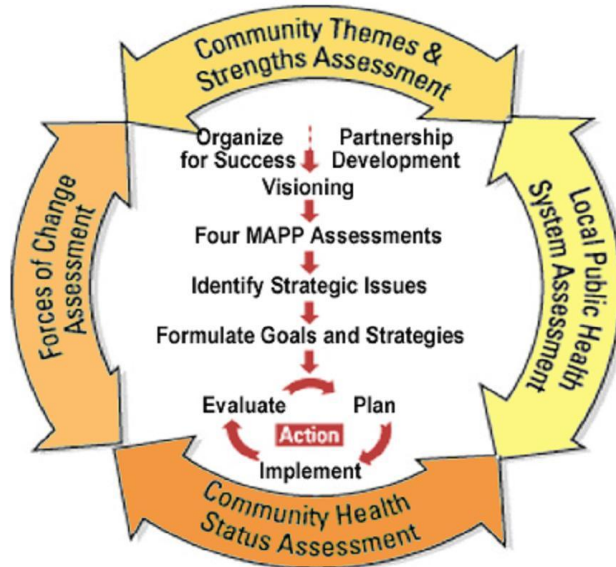 Community Themes &
Strengths Assessment
Organize
for Success
Partnership
Development
Visioning
Four MAPP Assessments
Identify Strategic Issues
Formulate Goals and Strategies
Evaluate
Plan
Action
Implement
Forces of Change
Assessment
Local Public Health
System Assessment
Community Health
Status Assessment